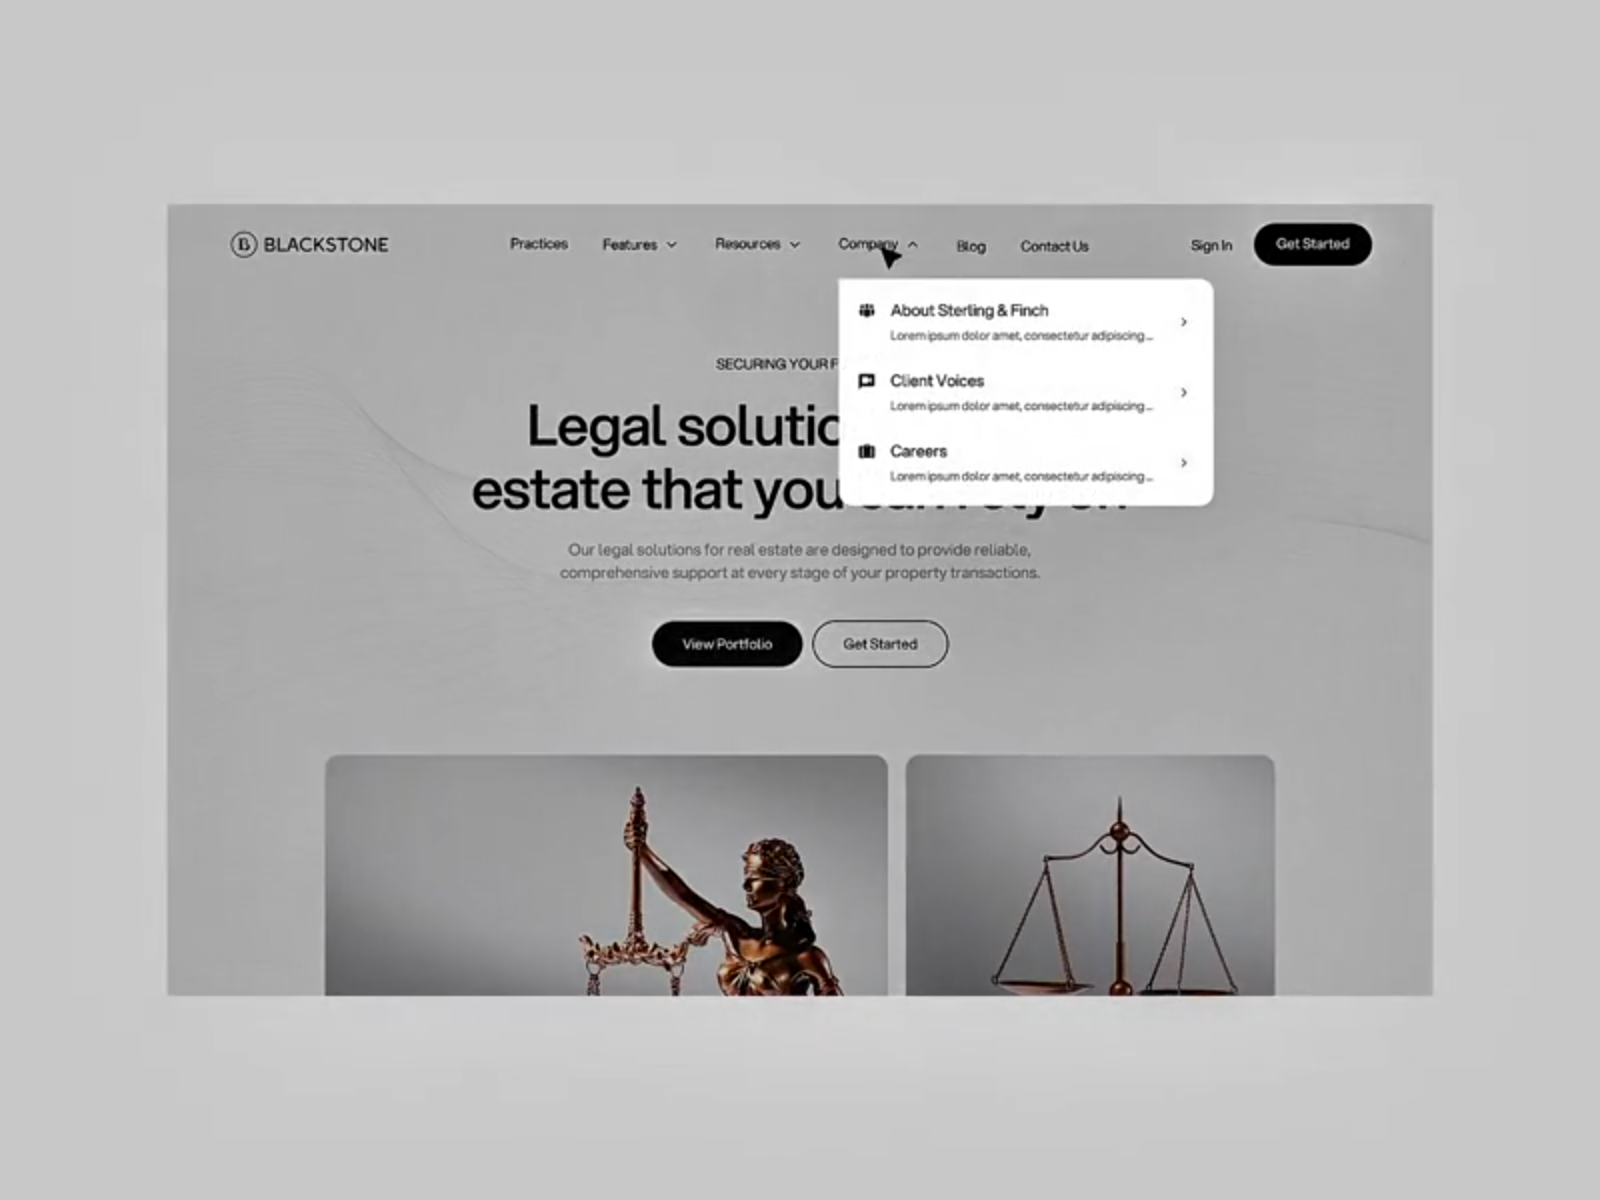 BLACKSTONE
Practices
Features
Resources
Company
Blog
Contact Us
Sign In
Get Started
About Sterling & Finch
Lorem ipsum dolor amet, consectetur adipiscing...
Client Voices
Lorem ipsum dolor amet, consectetur adipiscing...
Careers
Lorem ipsum dolor amet, consectetur adipiscing...
SECURING YOUR
Legal solutio
estate that you
Our legal solutions for real estate are designed to provide reliable,
comprehensive support at every stage of your property transactions.
View Portfolio
Get Started